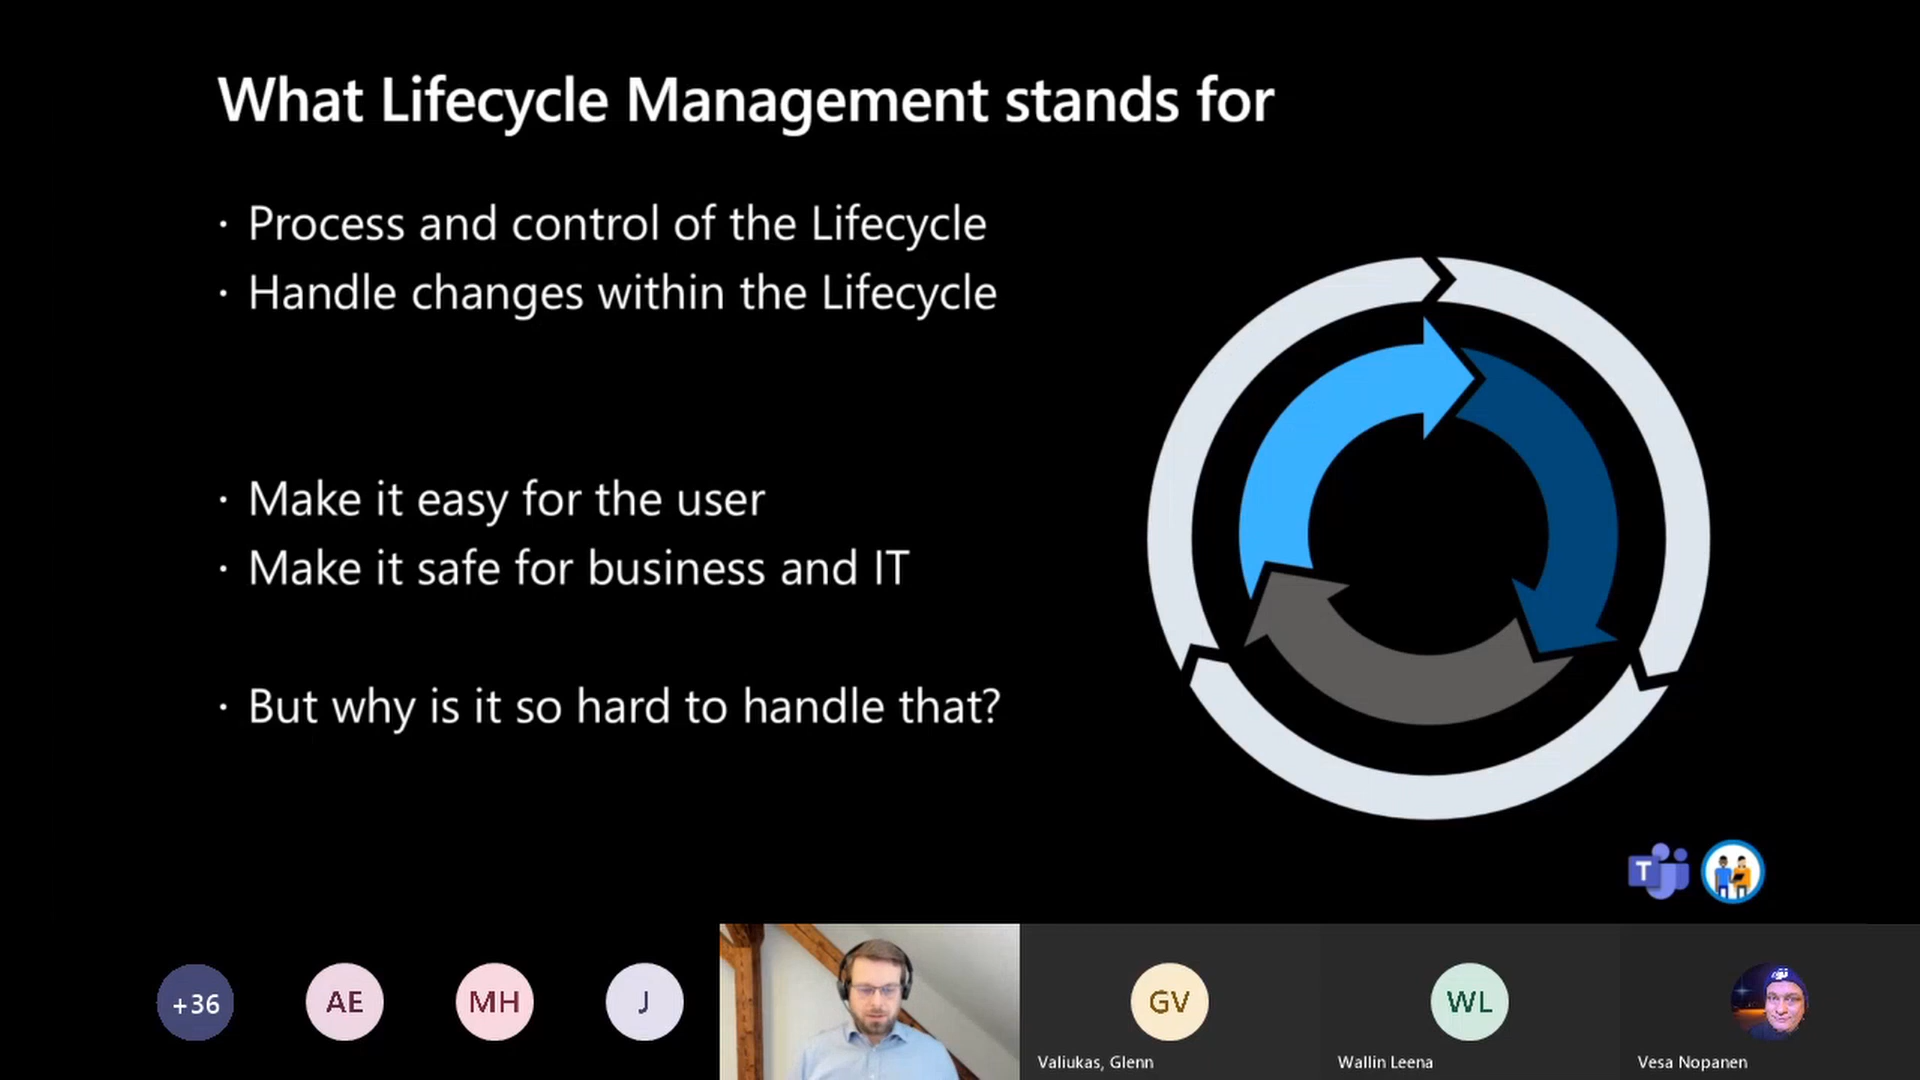 What Lifecycle Management stands for
· Process and control of the Lifecycle
· Handle changes within the Lifecycle
· Make it easy for the user
· Make it safe for business and IT
· But why is it so hard to handle that?
T
+36
AE
MH
J
GV
WL
Valiukas, Glenn
Wallin Leena
Vesa Nopanen